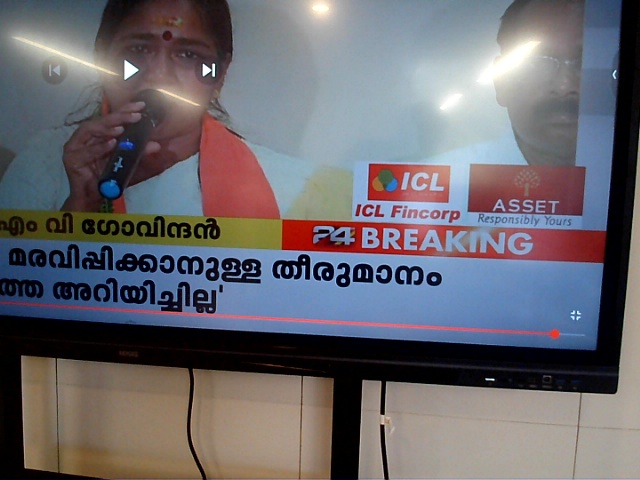 ICL
ICL Fincorp
ASSET
Responsibly Yours
എം വി ഗോവിന്ദൻ
24 BREAKING
മരവിപ്പിക്കാനുള്ള തീരുമാനം
ത്ത അറിയിച്ചില്ല'